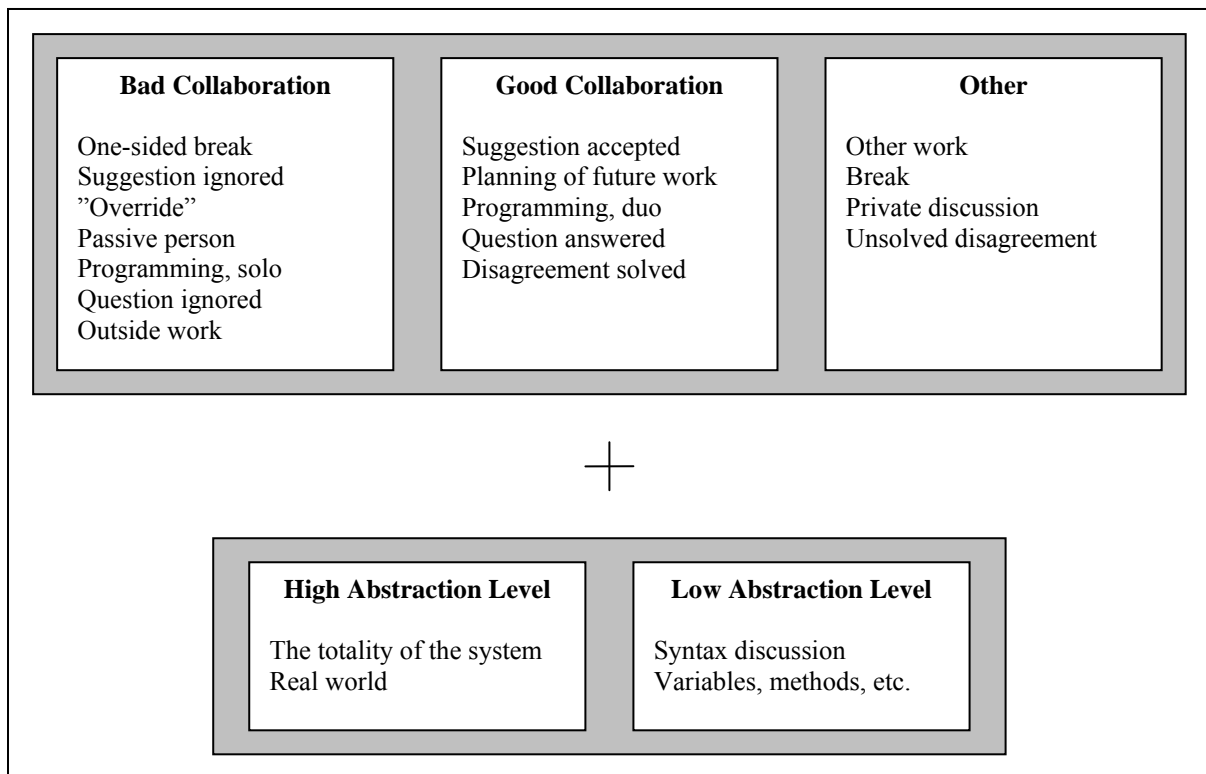 Bad Collaboration
One-sided break
Suggestion ignored
”Override”
Passive person
Programming, solo
Question ignored
Outside work
Good Collaboration
Suggestion accepted
Planning of future work
Programming, duo
Question answered
Disagreement solved
Other
Other work
Break
Private discussion
Unsolved disagreement
+
High Abstraction Level
The totality of the system
Real world
Low Abstraction Level
Syntax discussion
Variables, methods, etc.